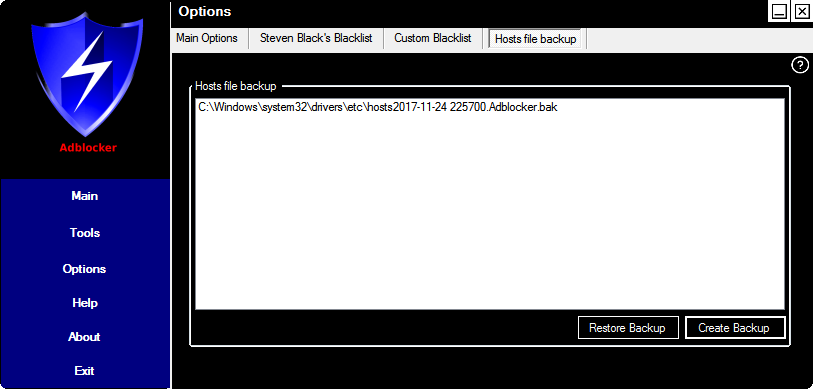 Options
Main Options
Steven Black's Blacklist
Custom Blacklist
Hosts file backup
?
Hosts file backup
C:\Windows\system32\drivers\etc\hosts2017-11-24 225700.Adblocker.bak
Restore Backup
Create Backup
Adblocker
Main
Tools
Options
Help
About
Exit